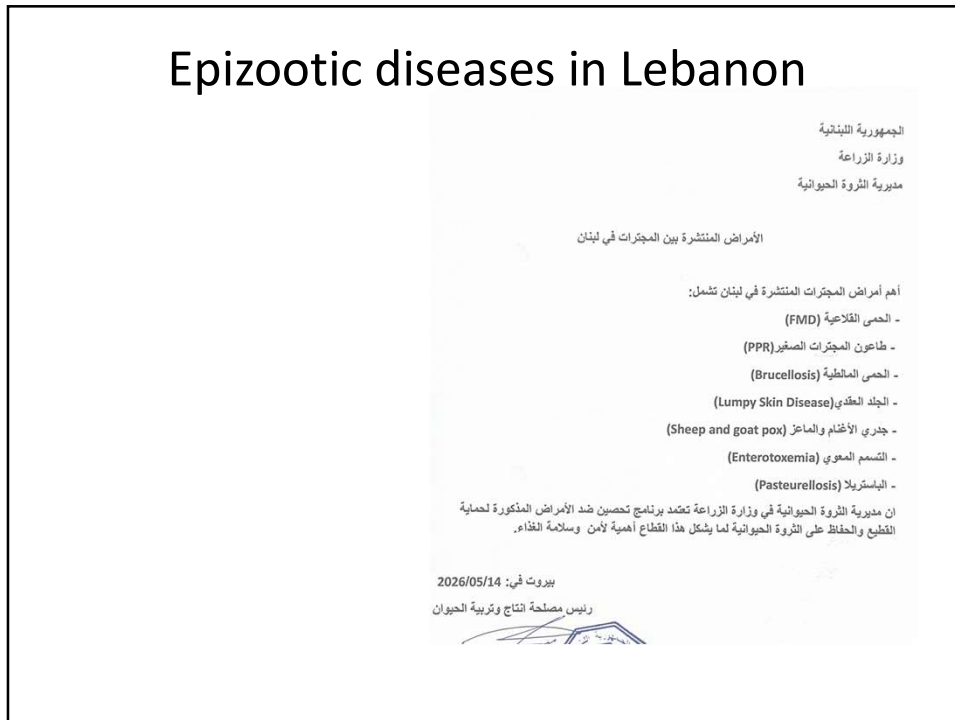 Epizootic diseases in Lebanon
الجمهورية اللبنانية
وزارة الزراعة
مديرية الثروة الحيوانية
الأمراض المنتشرة بين المجترات في لبنان
أهم أمراض المجترات المنتشرة في لبنان تشمل:
- الحمى القلاعية (FMD)
- طاعون المجترات الصغير(PPR)
- الحمى المالطية (Brucellosis)
- الجلد العقدي(Lumpy Skin Disease)
- جدري الأغنام والماعز (Sheep and goat pox)
- التسمم المعوي (Enterotoxemia)
- الباستريلا (Pasteurellosis)
ان مديرية الثروة الحيوانية في وزارة الزراعة تعتمد برنامج تحصين ضد الأمراض المذكورة لحماية
القطيع والحفاظ على الثروة الحيوانية لما يشكل هذا القطاع أهمية لأمن وسلامة الغذاء.
بيروت في: 2026/05/14
رئيس مصلحة انتاج وتربية الحيوان